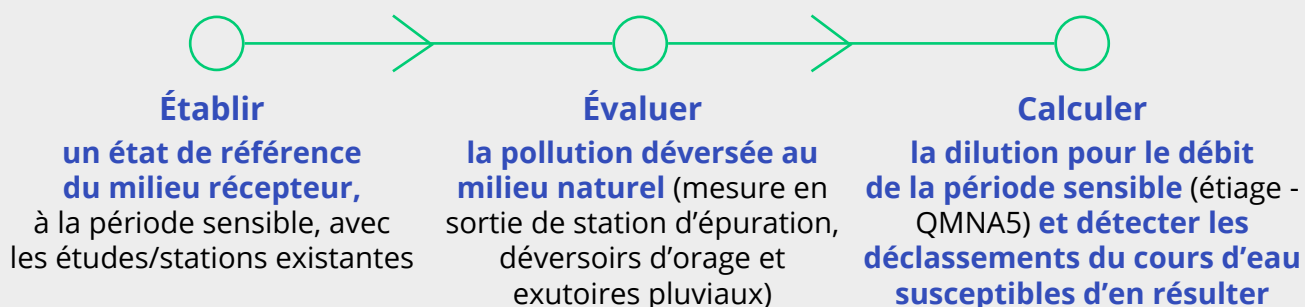 Établir
un état de référence
du milieu récepteur,
à la période sensible, avec
les études/stations existantes
Évaluer
la pollution déversée au
milieu naturel (mesure en
sortie de station d'épuration,
déversoirs d'orage et
exutoires pluviaux)
Calculer
la dilution pour le débit
de la période sensible (étiage -
QMNA5) et détecter les
déclassements du cours d'eau
susceptibles d'en résulter